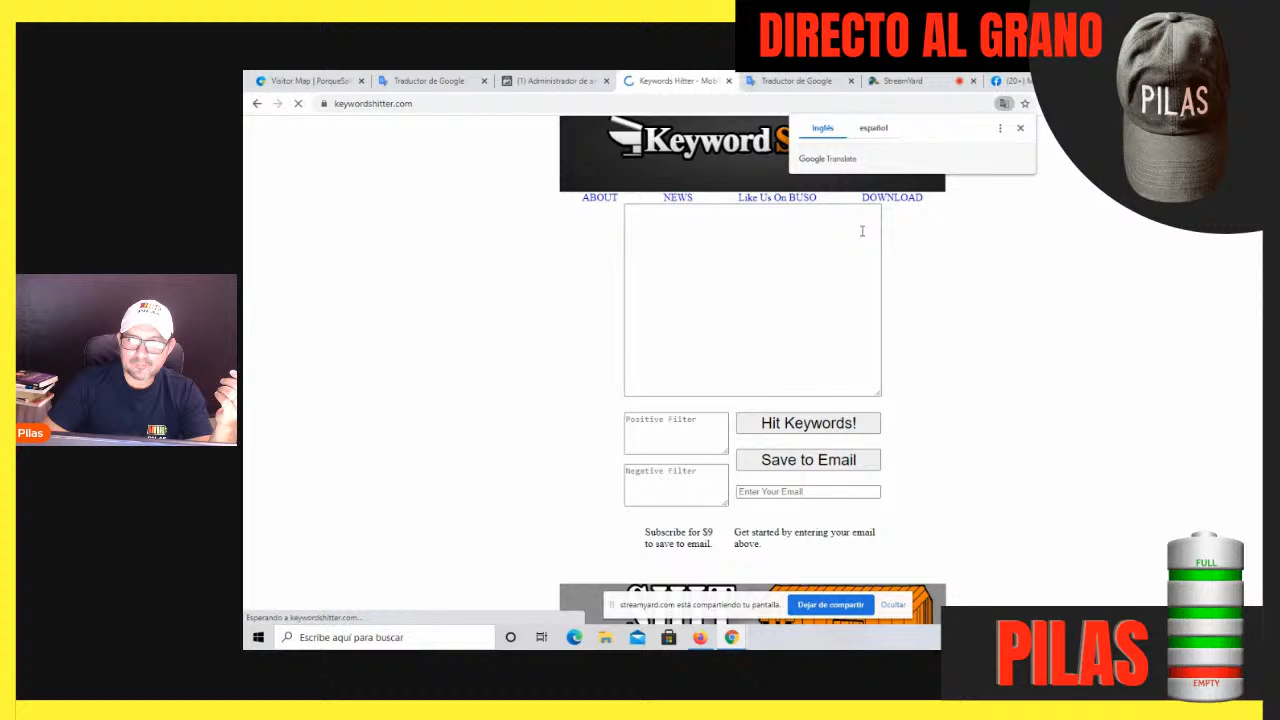 DIRECTO AL GRANO
PILAS
Visitor Map | PorqueSal
Traductor de Google
(1) Administrador de an
Keywords Hitter - Mobi
Traductor de Google
StreamYard
(20+) M
keywordshitter.com
inglés
español
Google Translate
Keyword S
ABOUT
NEWS
Like Us On BUSO
DOWNLOAD
Positive Filter
Hit Keywords!
Save to Email
Negative Filter
Enter Your Email
Subscribe for $9
to save to email.
Get started by entering your email
above.
Pilas
streamyard.com está compartiendo tu pantalla.
Dejar de compartir
Ocultar
Esperando a keywordshitter.com...
Escribe aquí para buscar
FULL
PILAS
EMPTY